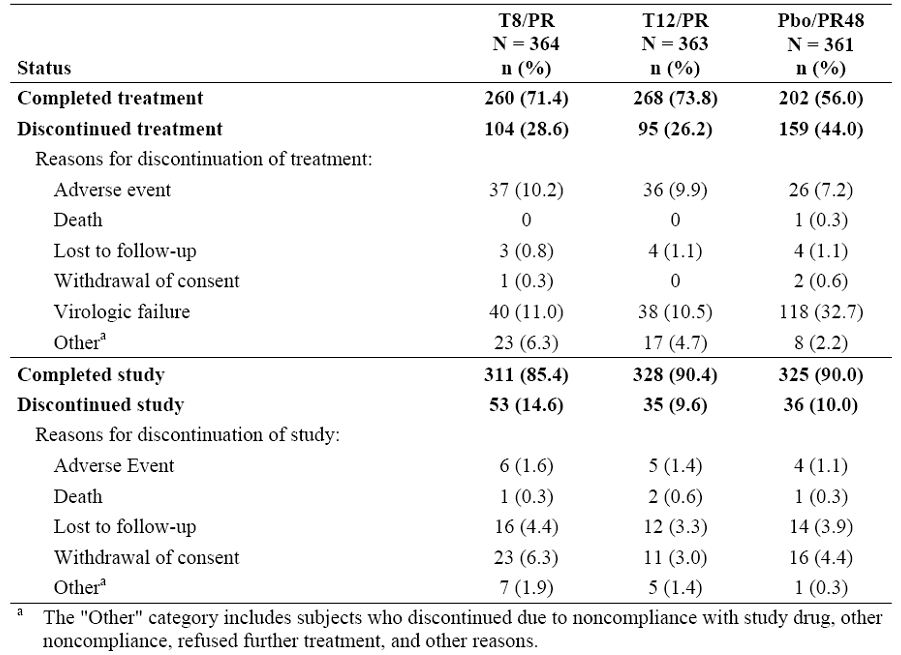 T8/PR T12/PR Pbo/PR48
N = 364 N = 363 N = 361
Status n (%) n (%) n (%)
Completed treatment 260 (71.4) 268 (73.8) 202 (56.0)
Discontinued treatment 104 (28.6) 95 (26.2) 159 (44.0)
Reasons for discontinuation of treatment:
Adverse event 37 (10.2) 36 (9.9) 26 (7.2)
Death 0 0 1 (0.3)
Lost to follow-up 3 (0.8) 4 (1.1) 4 (1.1)
Withdrawal of consent 1 (0.3) 0 2 (0.6)
Virologic failure 40 (11.0) 38 (10.5) 118 (32.7)
Other^a 23 (6.3) 17 (4.7) 8 (2.2)
Completed study 311 (85.4) 328 (90.4) 325 (90.0)
Discontinued study 53 (14.6) 35 (9.6) 36 (10.0)
Reasons for discontinuation of study:
Adverse Event 6 (1.6) 5 (1.4) 4 (1.1)
Death 1 (0.3) 2 (0.6) 1 (0.3)
Lost to follow-up 16 (4.4) 12 (3.3) 14 (3.9)
Withdrawal of consent 23 (6.3) 11 (3.0) 16 (4.4)
Other^a 7 (1.9) 5 (1.4) 1 (0.3)
^a The "Other" category includes subjects who discontinued due to noncompliance with study drug, other
noncompliance, refused further treatment, and other reasons.